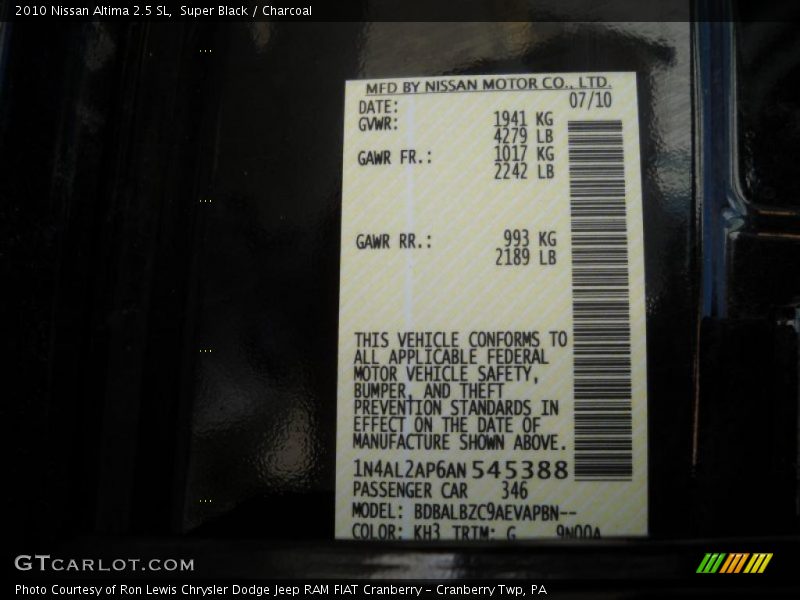 2010 Nissan Altima 2.5 SL, Super Black / Charcoal
MFD BY NISSAN MOTOR CO., LTD.
DATE: 07/10
GVWR: 1941 KG
4279 LB
GAWR FR.: 1017 KG
2242 LB
GAWR RR.: 993 KG
2189 LB
THIS VEHICLE CONFORMS TO
ALL APPLICABLE FEDERAL
MOTOR VEHICLE SAFETY,
BUMPER, AND THEFT
PREVENTION STANDARDS IN
EFFECT ON THE DATE OF
MANUFACTURE SHOWN ABOVE.
1N4AL2AP6AN545388
PASSENGER CAR 346
MODEL: BDBALBZC9AEVAPBN--
COLOR: KH3 TRIM: G 9N00A
GTCARLOT.COM
Photo Courtesy of Ron Lewis Chrysler Dodge Jeep RAM FIAT Cranberry – Cranberry Twp, PA